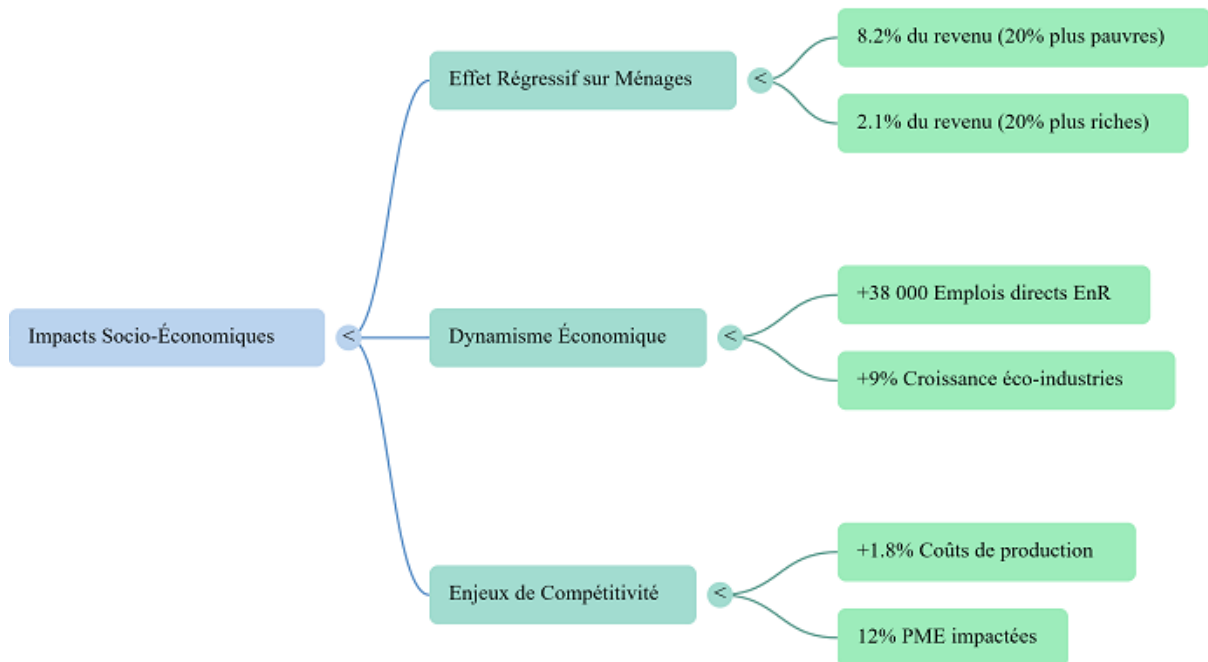 Impacts Socio-Économiques
<
Effet Régressif sur Ménages
<
8.2% du revenu (20% plus pauvres)
2.1% du revenu (20% plus riches)
Dynamisme Économique
<
+38 000 Emplois directs EnR
+9% Croissance éco-industries
Enjeux de Compétitivité
<
+1.8% Coûts de production
12% PME impactées